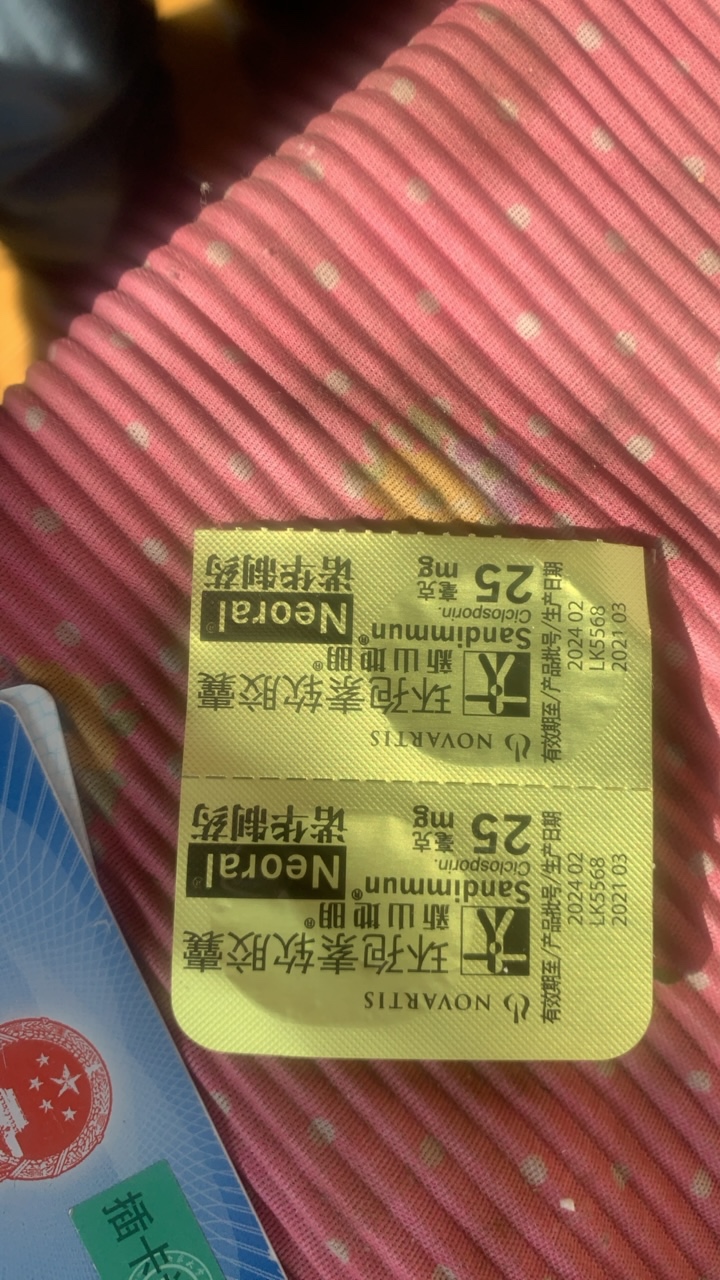 NOVARTIS
环孢素软胶囊
新山地明®
Sandimmun® Neoral®
Ciclosporin.
25 毫克
mg
诺华制药
有效期至/产品批号/生产日期
2024 02
LK5568
2021 03
NOVARTIS
环孢素软胶囊
新山地明®
Sandimmun® Neoral®
Ciclosporin.
25 毫克
mg
诺华制药
有效期至/产品批号/生产日期
2024 02
LK5568
2021 03
插卡